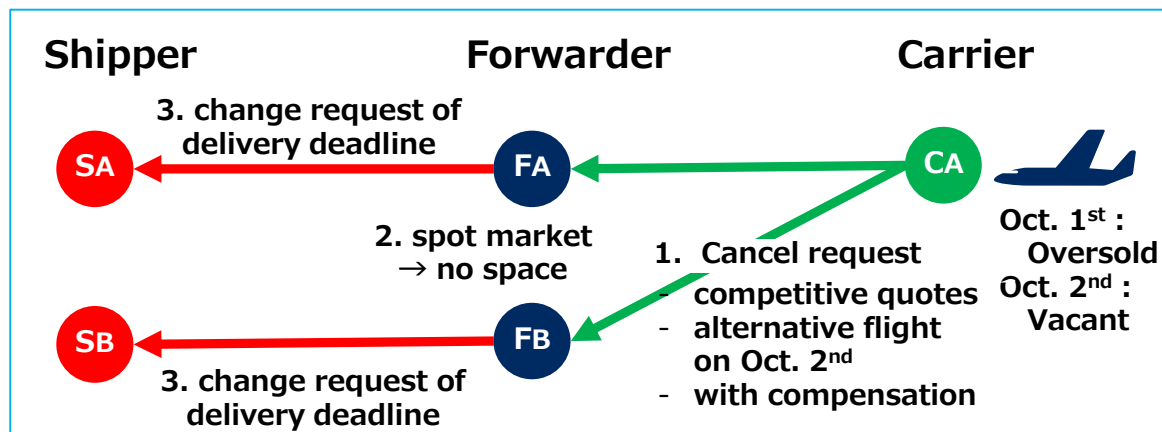 Shipper
Forwarder
Carrier
3. change request of
delivery deadline
SA
FA
CA
2. spot market
→ no space
1. Cancel request
- competitive quotes
- alternative flight
on Oct. 2nd
- with compensation
Oct. 1st :
Oversold
Oct. 2nd :
Vacant
SB
FB
3. change request of
delivery deadline